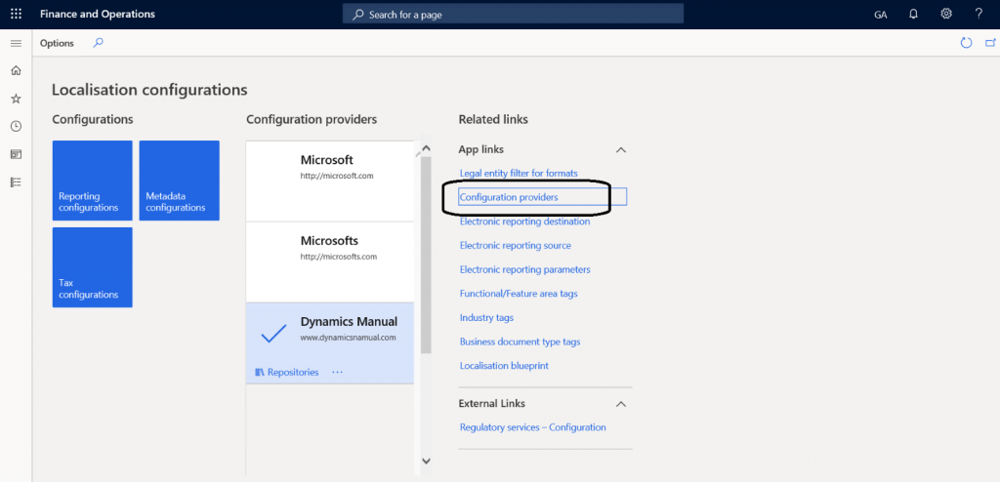 Finance and Operations
Search for a page
GA
?
Options
Localisation configurations
Configurations
Reporting
configurations
Metadata
configurations
Tax
configurations
Configuration providers
Microsoft
http://microsoft.com
Microsofts
http://microsofts.com
Dynamics Manual
www.dynamicsnamual.com
Repositories
...
Related links
App links
Legal entity filter for formats
Configuration providers
Electronic reporting destination
Electronic reporting source
Electronic reporting parameters
Functional/Feature area tags
Industry tags
Business document type tags
Localisation blueprint
External Links
Regulatory services – Configuration